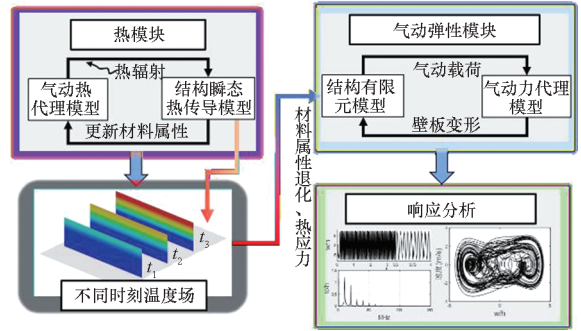 热模块
热辐射
气动热
代理模型
结构瞬态
热传导模型
更新材料属性
t1
t2
t3
不同时刻温度场
材料属性退化、热应力
气动弹性模块
气动载荷
结构有限
元模型
气动力代理
模型
壁板变形
响应分析
w/h